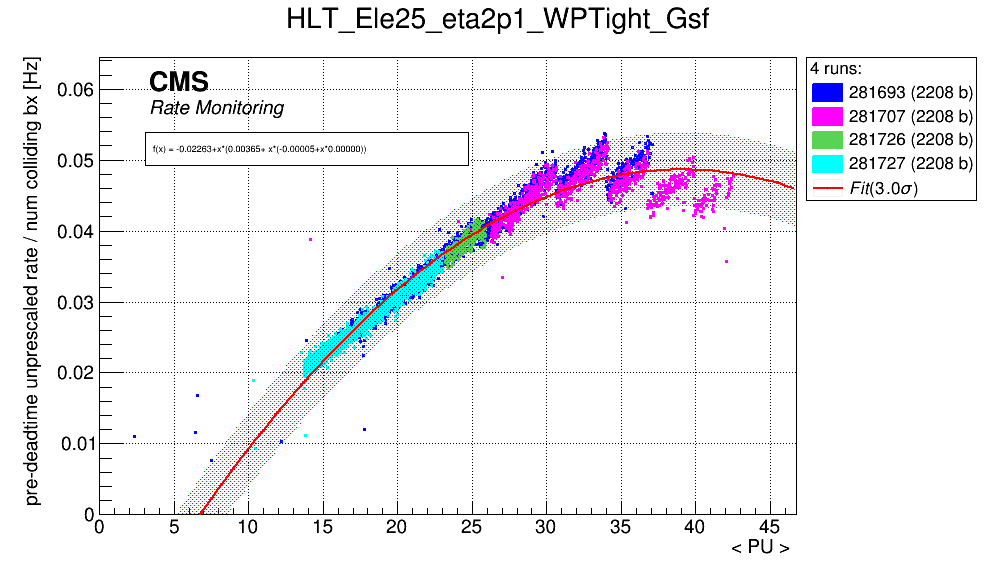 HLT_Ele25_eta2p1_WPTight_Gsf
pre-deadtime unprescaled rate / num colliding bx [Hz]
0.06
0.05
0.04
0.03
0.02
0.01
0
CMS
Rate Monitoring
f(x) = -0.02263+x*(0.00365+ x*(-0.00005+x*0.00000))
4 runs:
281693 (2208 b)
281707 (2208 b)
281726 (2208 b)
281727 (2208 b)
Fit(3.0σ)
0 5 10 15 20 25 30 35 40 45
< PU >